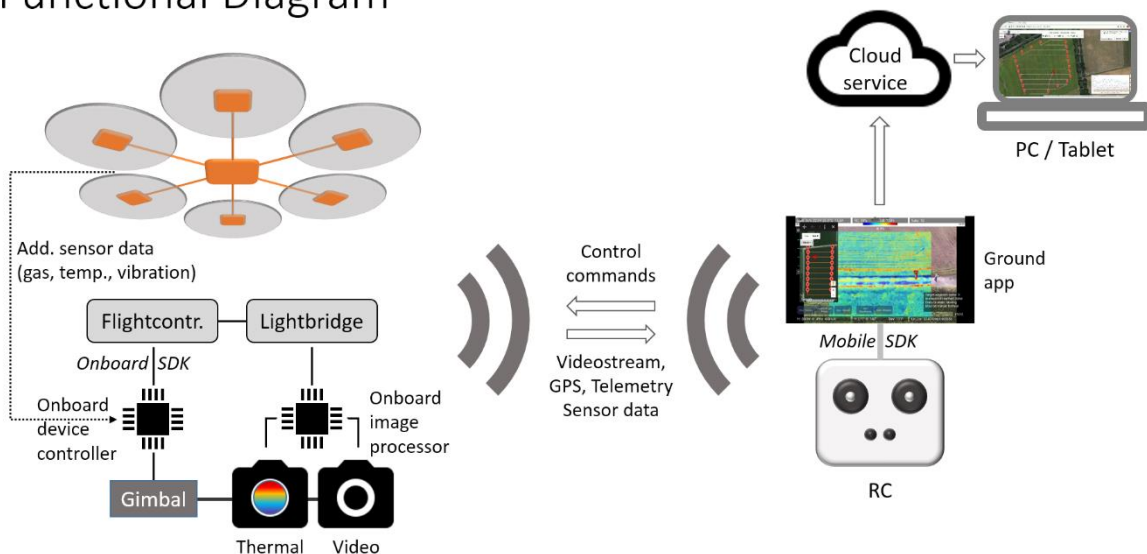 Functional Diagram
Cloud
service
PC / Tablet
Add. sensor data
(gas, temp., vibration)
Control
commands
Ground
app
Flightcontr.
Lightbridge
Onboard SDK
Mobile SDK
Videostream,
GPS, Telemetry
Sensor data
Onboard
device
controller
Onboard
image
processor
Gimbal
RC
Thermal
Video